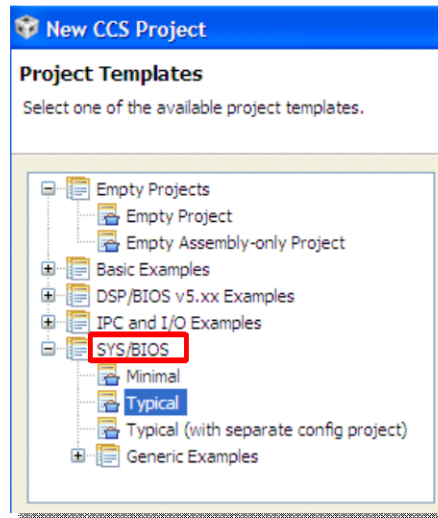 New CCS Project
Project Templates
Select one of the available project templates.
Empty Projects
Empty Project
Empty Assembly-only Project
Basic Examples
DSP/BIOS v5.xx Examples
IPC and I/O Examples
SYS/BIOS
Minimal
Typical
Typical (with separate config project)
Generic Examples